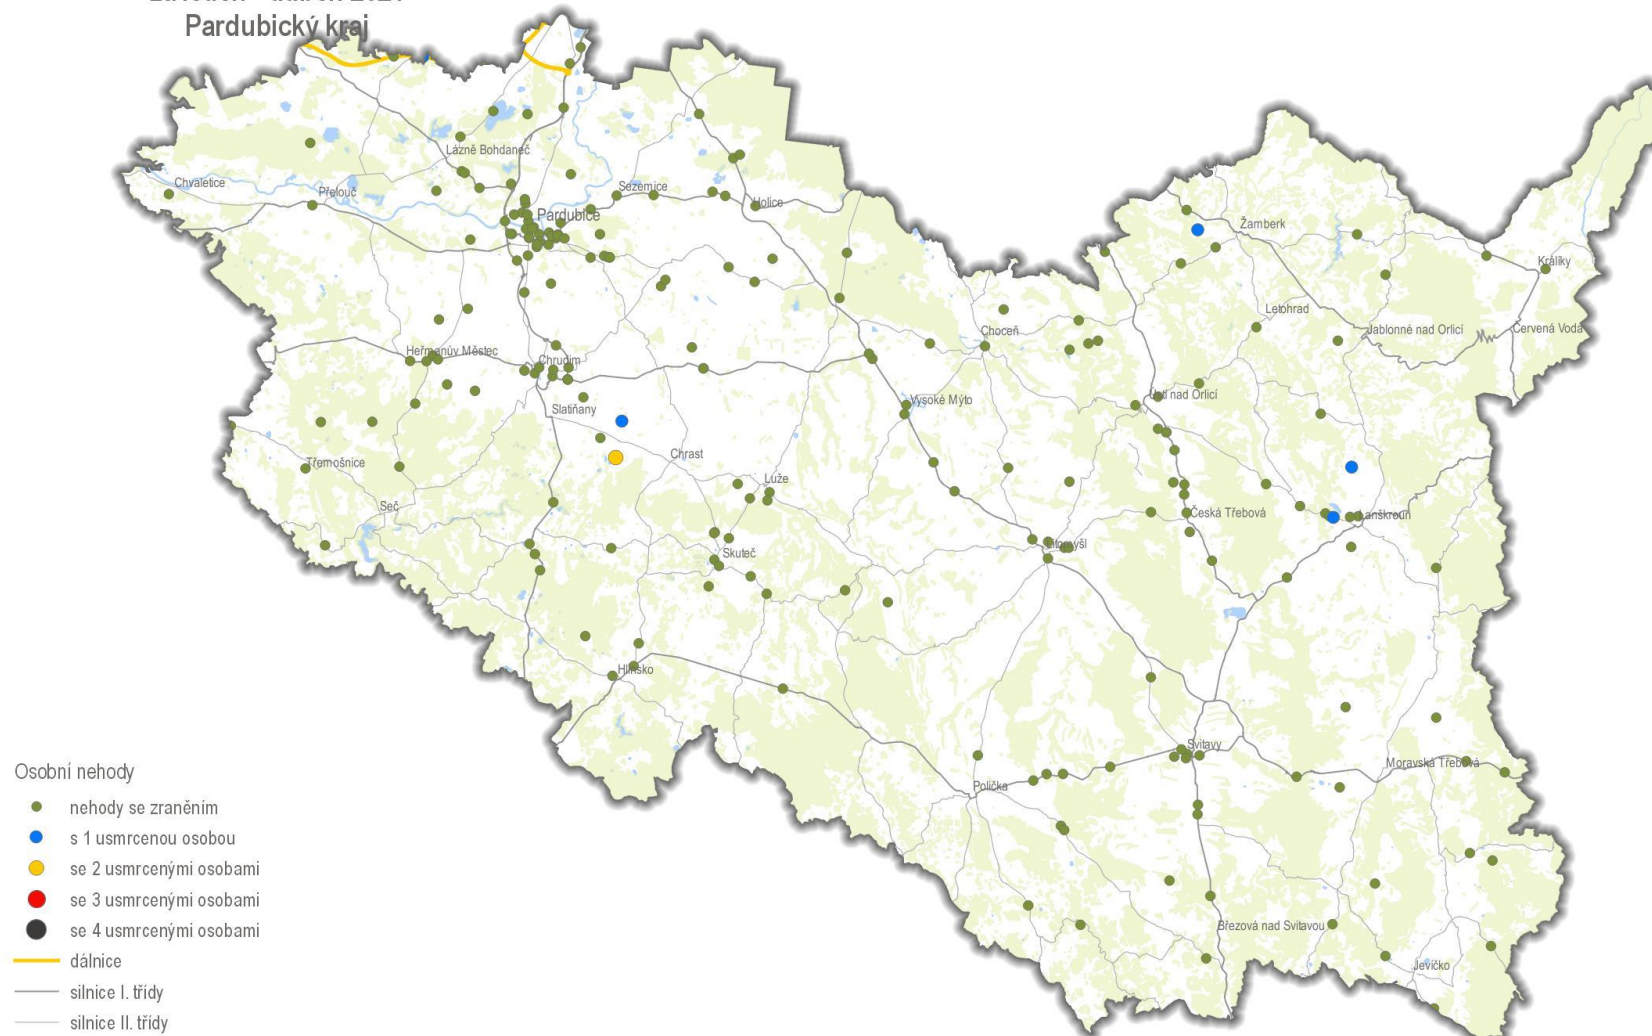 Pardubický kraj
Lázně Bohdaneč
Chvaletice
Přelouč
Sezemice
Holice
Pardubice
Žamberk
Králíky
Letohrad
Choceň
Jablonné nad Orlicí
Červená Voda
Heřmanův Městec
Chrudim
Ústí nad Orlicí
Vysoké Mýto
Slatiňany
Chrast
Třemošnice
Luže
Seč
Česká Třebová
Lanškroun
Litomyšl
Skuteč
Hlinsko
Svitavy
Moravská Třebová
Polička
Březová nad Svitavou
Jevíčko
Osobní nehody
nehody se zraněním
s 1 usmrcenou osobou
se 2 usmrcenými osobami
se 3 usmrcenými osobami
se 4 usmrcenými osobami
dálnice
silnice I. třídy
silnice II. třídy